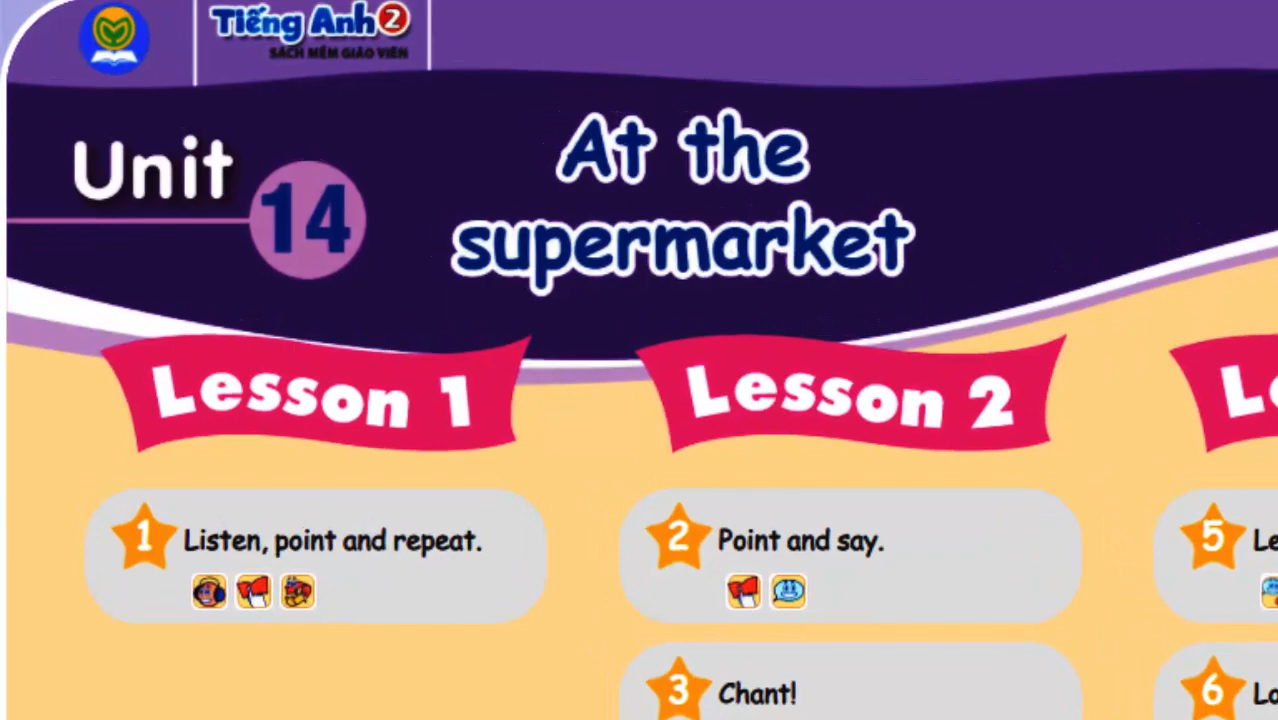 Tiếng Anh 2
SÁCH MỀM GIÁO VIÊN
Unit 14
At the
supermarket
Lesson 1
Lesson 2
1 Listen, point and repeat.
2 Point and say.
3 Chant!
5
6